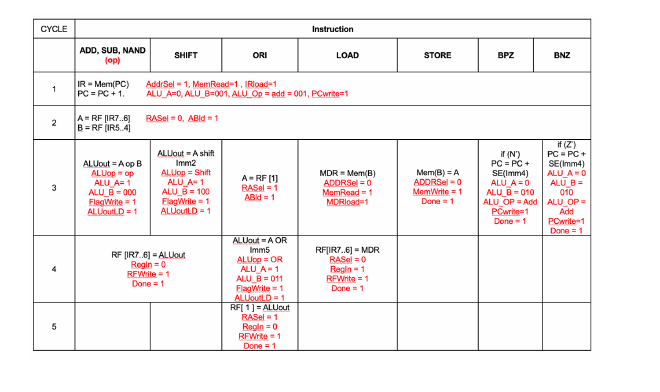 CYCLE Instruction
ADD, SUB, NAND
(op)
SHIFT
ORI
LOAD
STORE
BPZ
BNZ
1
IR = Mem(PC) AddrSel = 1, MemRead=1 , IRload=1
PC = PC + 1. ALU_A=0, ALU_B=001, ALU_Op = add = 001, PCwrite=1
2
A = RF [IR7..6] RASel = 0, ABld = 1
B = RF [IR5..4]
3
ALUout = A op B
ALUop = op
ALU_A= 1
ALU_B = 000
FlagWrite = 1
ALUoutLD = 1
ALUout = A shift
Imm2
ALUop = Shift
ALU_A= 1
ALU_B = 100
FlagWrite = 1
ALUoutLD = 1
A = RF [1]
RASel = 1
ABld = 1
MDR = Mem(B)
ADDRSel = 0
MemRead = 1
MDRload=1
Mem(B) = A
ADDRSel = 0
MemWrite = 1
Done = 1
if (N')
PC = PC +
SE(Imm4)
ALU_A = 0
ALU_B = 010
ALU_OP = Add
PCwrite=1
Done = 1
if (Z')
PC = PC +
SE(Imm4)
ALU_A = 0
ALU_B =
010
ALU_OP =
Add
PCwrite=1
Done = 1
4
RF [IR7..6] = ALUout
RegIn = 0
RFWrite = 1
Done = 1
ALUout = A OR
Imm5
ALUop = OR
ALU_A = 1
ALU_B = 011
FlagWrite = 1
ALUoutLD = 1
RF[IR7..6] = MDR
RASel = 0
RegIn = 1
RFWrite = 1
Done = 1
5
RF[ 1 ] = ALUout
RASel = 1
RegIn = 0
RFWrite = 1
Done = 1